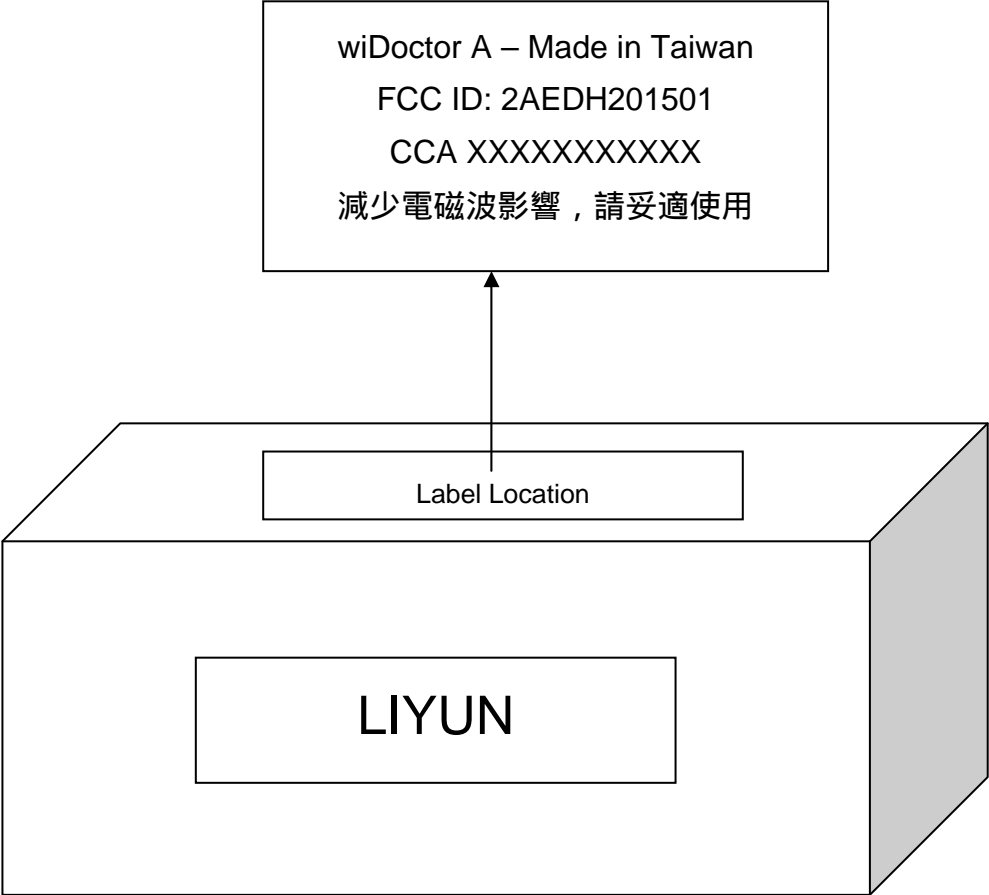 wiDoctor A – Made in Taiwan
FCC ID: 2AEDH201501
CCA XXXXXXXXXXX
減少電磁波影響，請妥適使用
Label Location
LIYUN